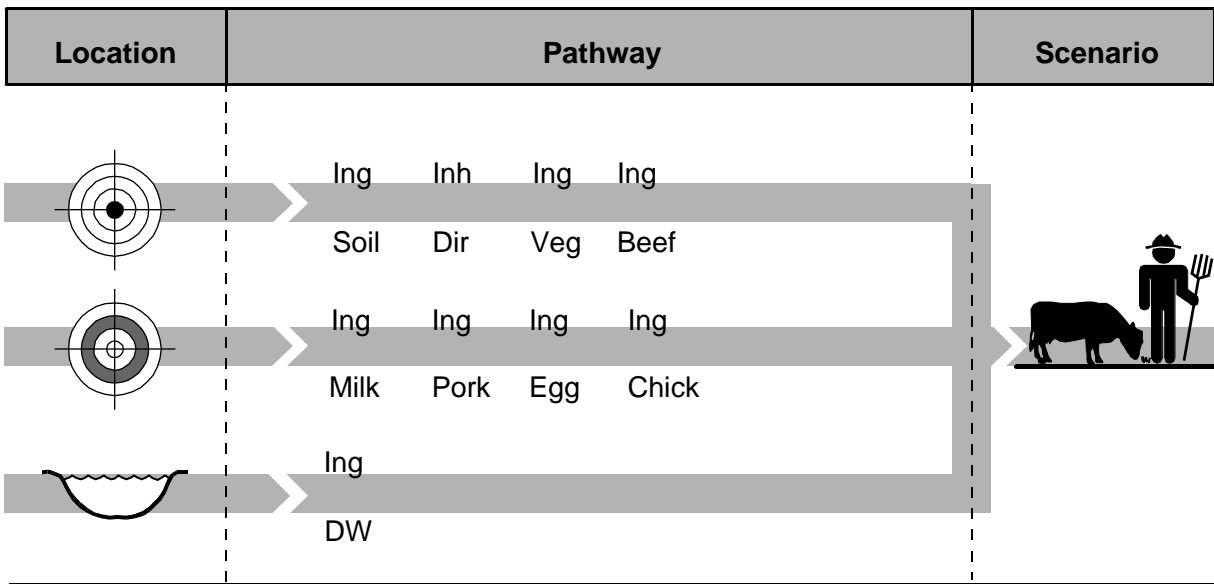 Location Pathway Scenario
Ing Inh Ing Ing
Soil Dir Veg Beef
Ing Ing Ing Ing
Milk Pork Egg Chick
Ing
DW